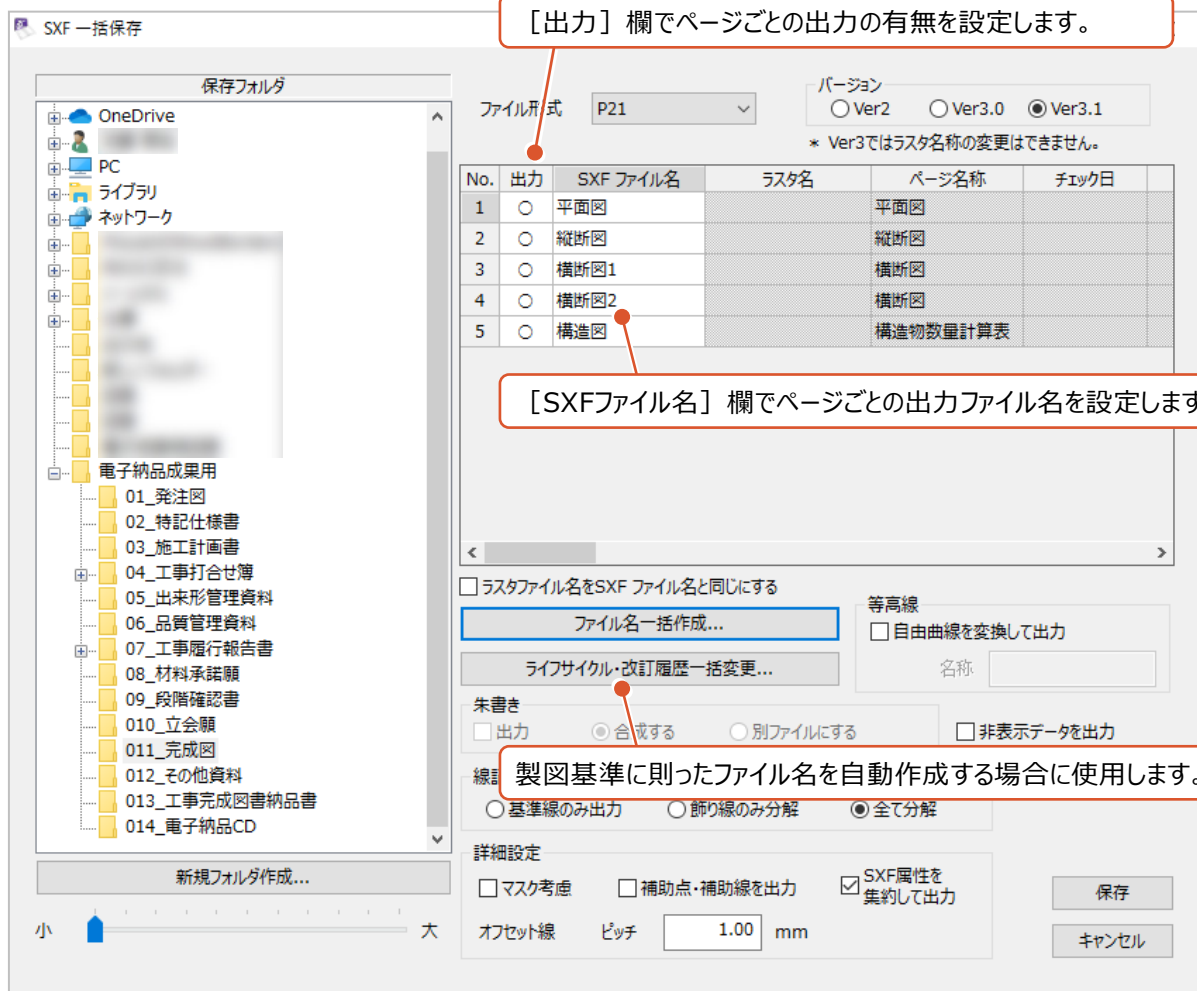 ［出力］欄でページごとの出力の有無を設定します。
SXF 一括保存
保存フォルダ
OneDrive
PC
ライブラリ
ネットワーク
電子納品成果用
01_発注図
02_特記仕様書
03_施工計画書
04_工事打合せ簿
05_出来形管理資料
06_品質管理資料
07_工事履行報告書
08_材料承諾願
09_段階確認書
010_立会願
011_完成図
012_その他資料
013_工事完成図書納品書
014_電子納品CD
新規フォルダ作成...
小 大
ファイル形式 P21
バージョン
Ver2 Ver3.0 Ver3.1
* Ver3ではラスタ名称の変更はできません。
No. 出力 SXF ファイル名 ラスタ名 ページ名称 チェック日
1 ○ 平面図 平面図
2 ○ 縦断図 縦断図
3 ○ 横断図1 横断図
4 ○ 横断図2 横断図
5 ○ 構造図 構造物数量計算表
［SXFファイル名］欄でページごとの出力ファイル名を設定します
ラスタファイル名をSXF ファイル名と同じにする
ファイル名一括作成...
ライフサイクル・改訂履歴一括変更...
等高線
自由曲線を変換して出力
名称
朱書き
出力 合成する 別ファイルにする
非表示データを出力
製図基準に則ったファイル名を自動作成する場合に使用します。
基準線のみ出力 飾り線のみ分解 全て分解
詳細設定
マスク考慮 補助点・補助線を出力 SXF属性を
集約して出力
オフセット線 ピッチ 1.00 mm
保存
キャンセル